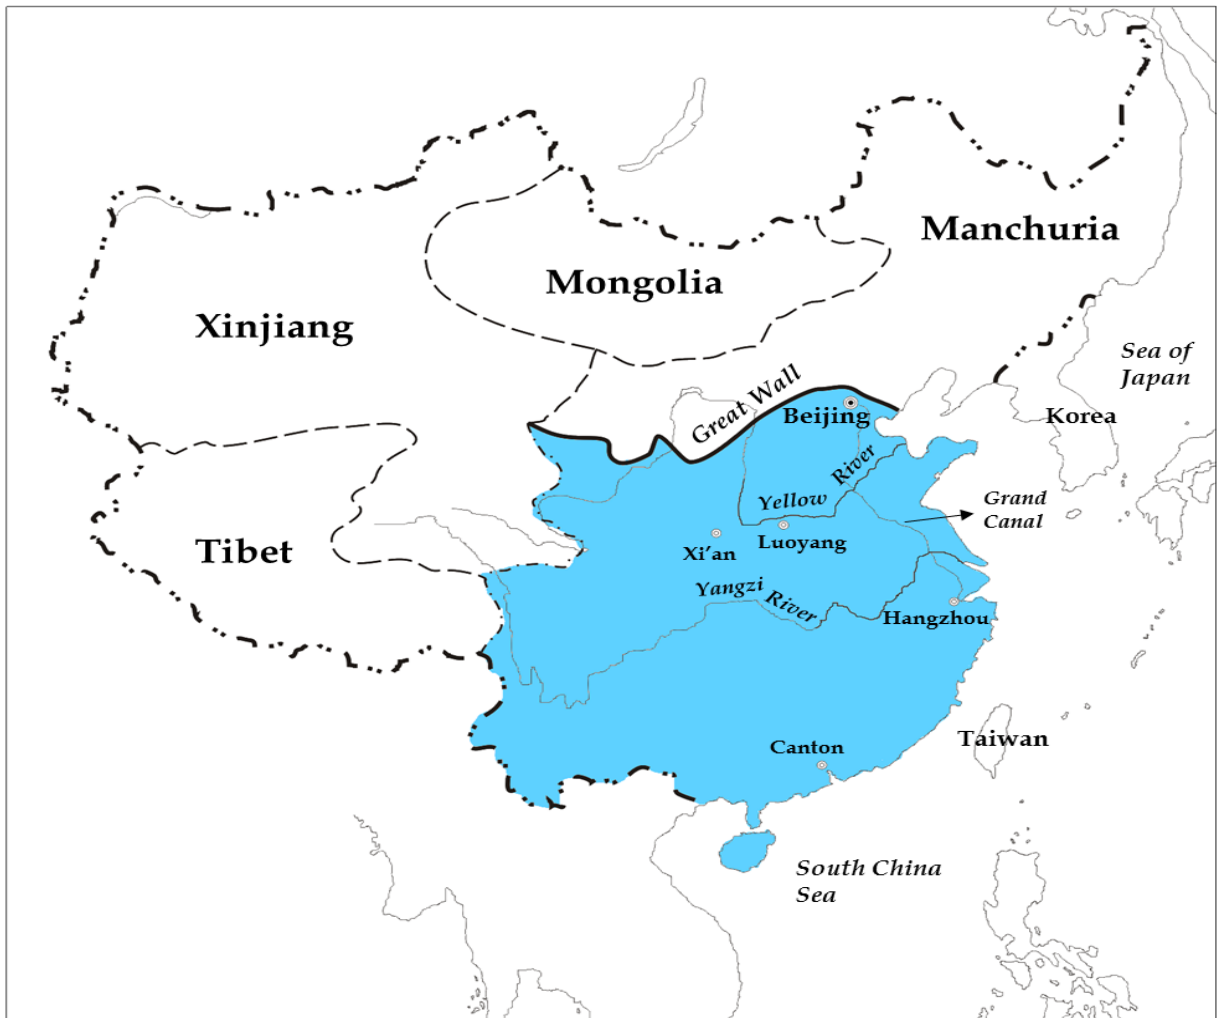 Manchuria
Mongolia
Xinjiang
Sea of
Japan
Great Wall
Beijing
Korea
Yellow River
Grand
Canal
Xi'an
Luoyang
Tibet
Yangzi River
Hangzhou
Canton
Taiwan
South China
Sea